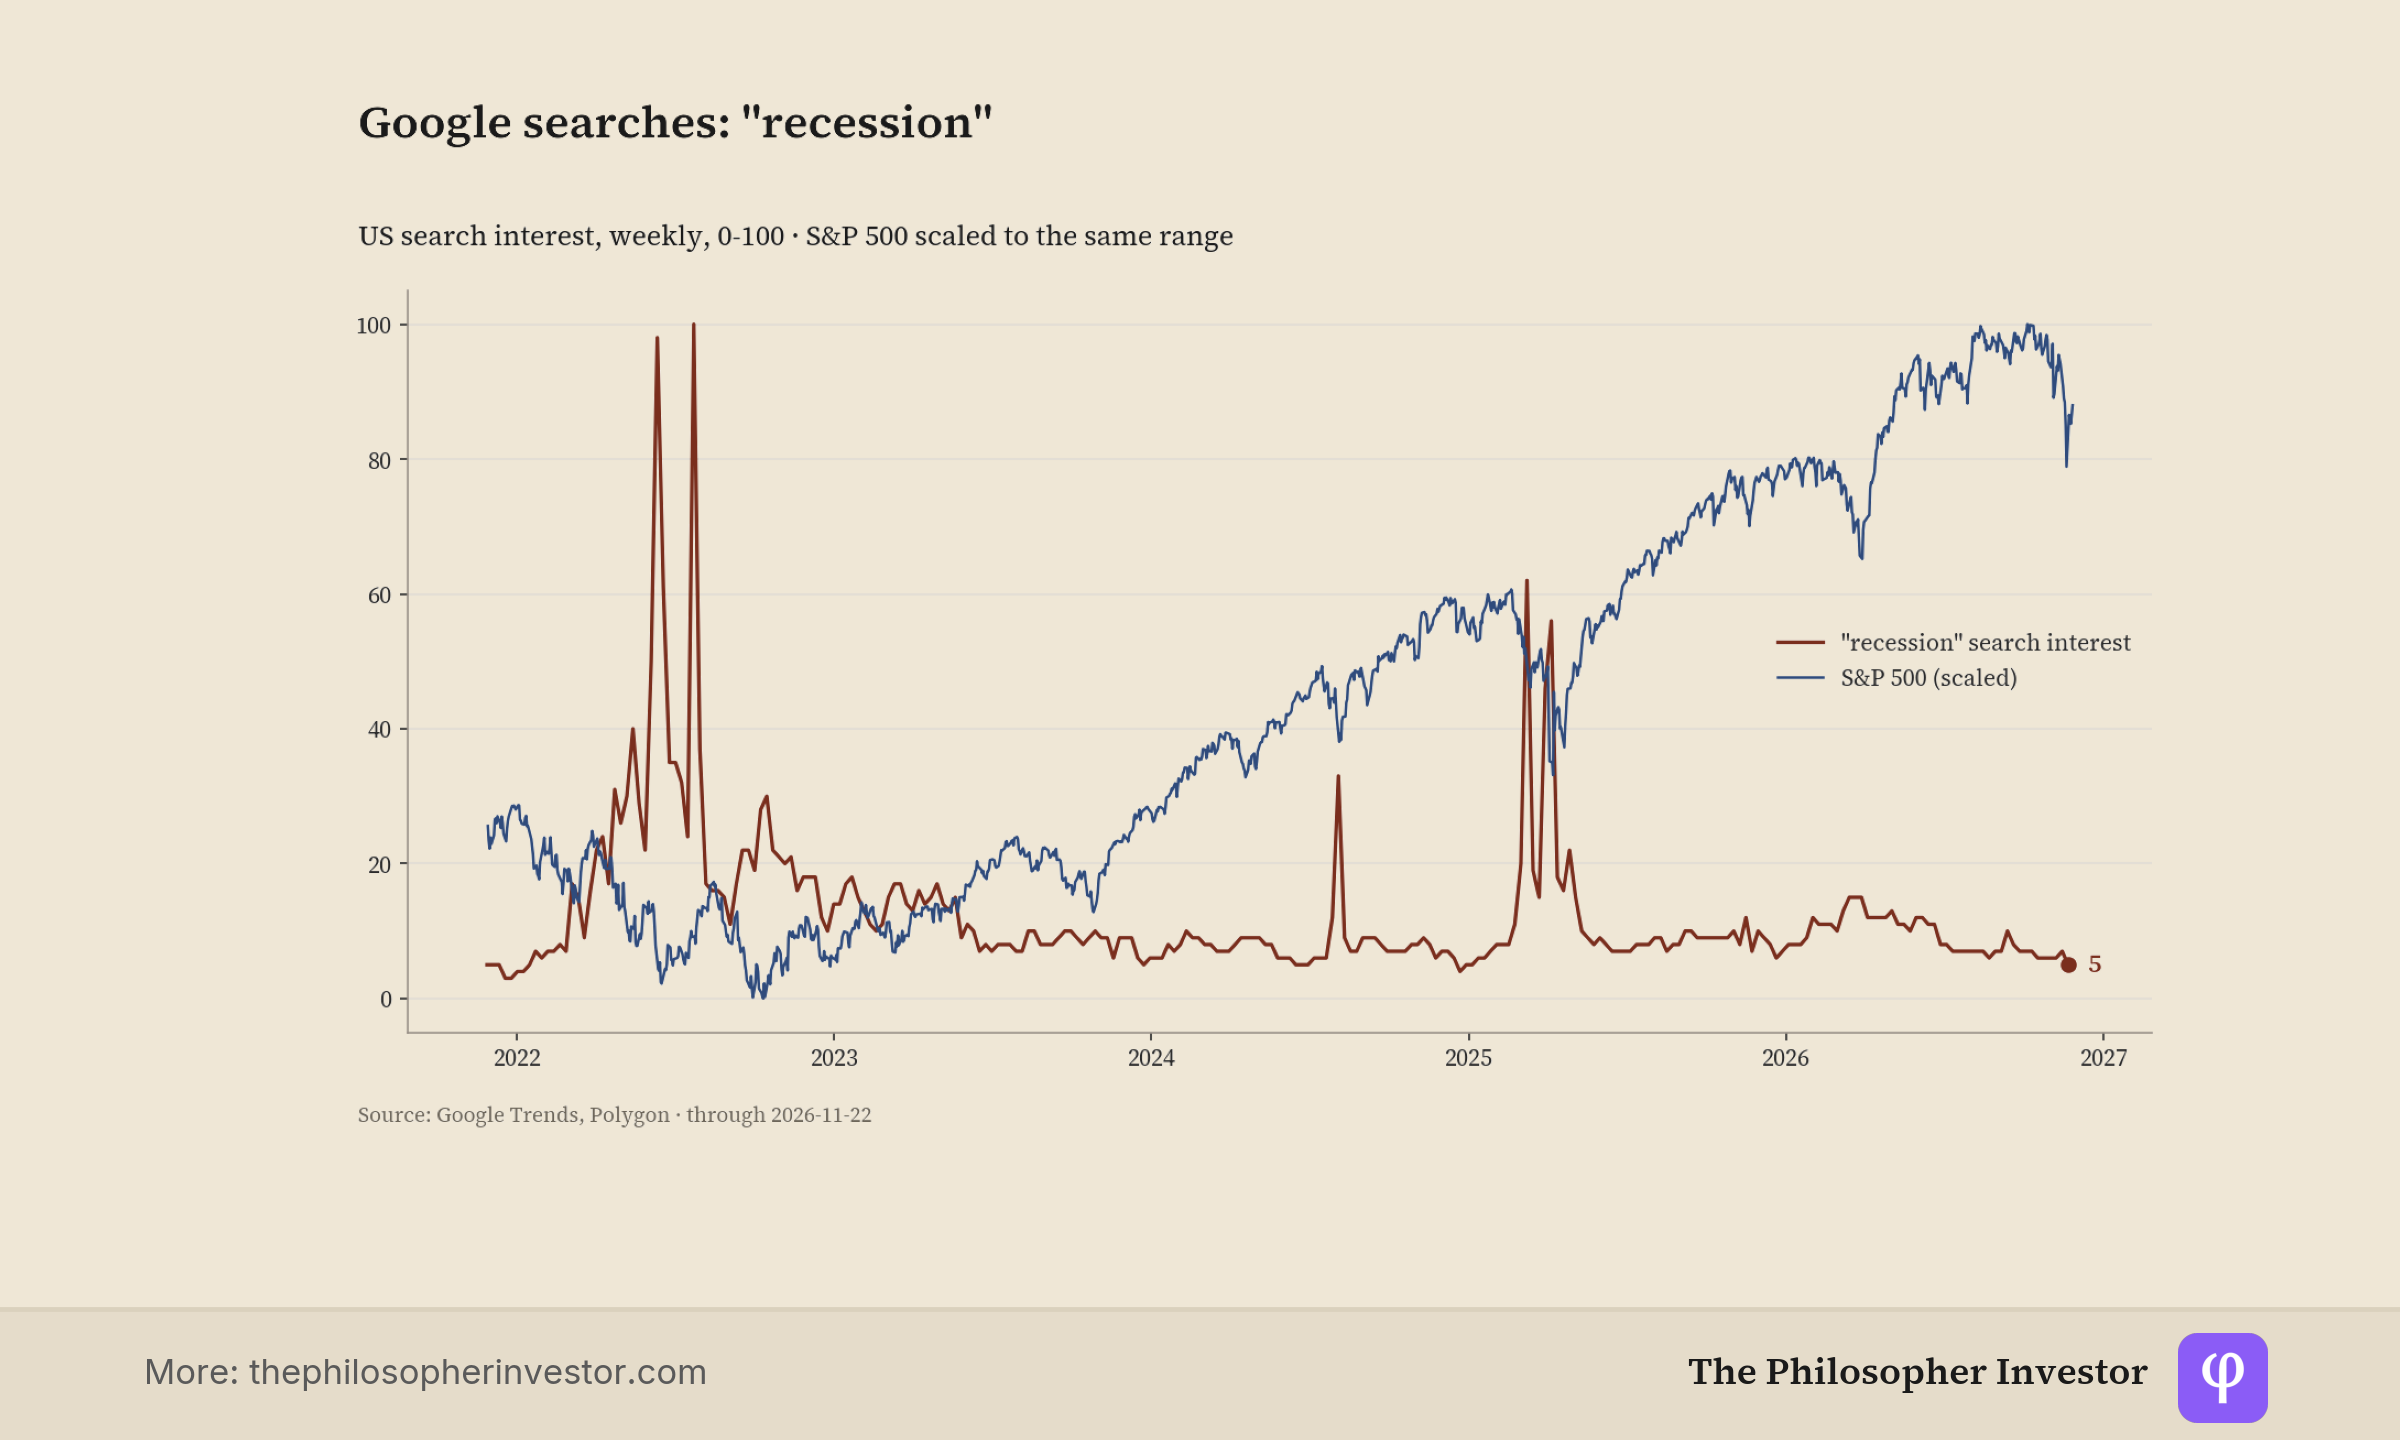 Google searches: "recession"
US search interest, weekly, 0-100 · S&P 500 scaled to the same range
100
80
60
40
20
0
"recession" search interest
S&P 500 (scaled)
5
2022 2023 2024 2025 2026 2027
Source: Google Trends, Polygon · through 2026-11-22
More: thephilosopherinvestor.com
The Philosopher Investor φ